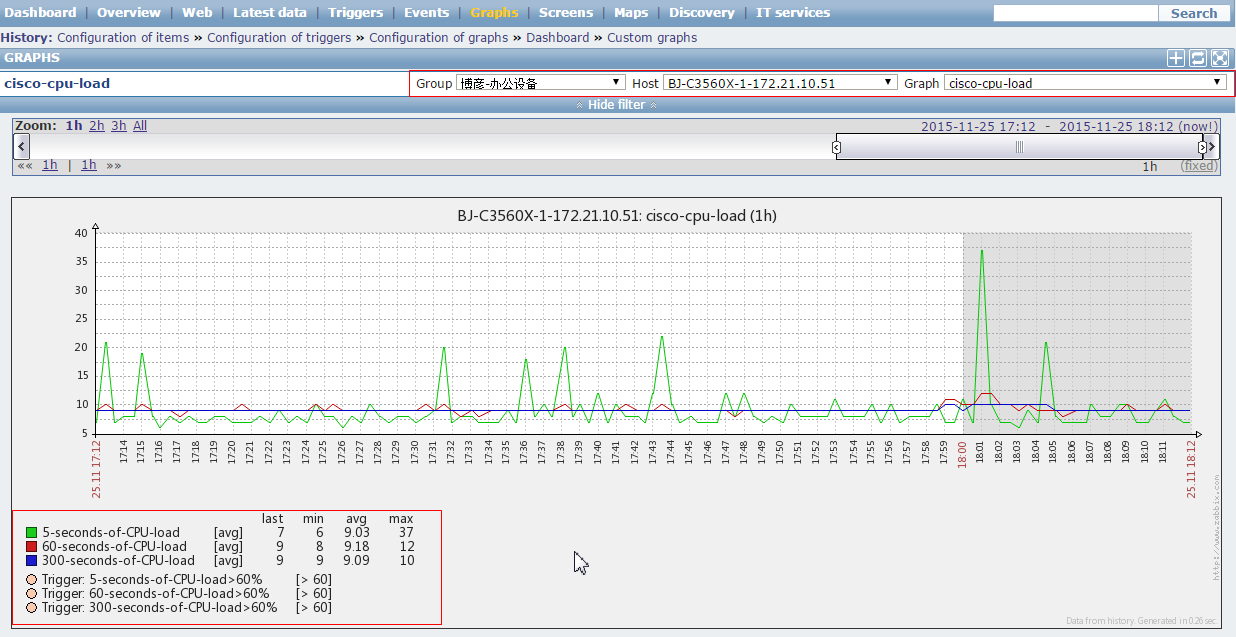 Dashboard | Overview | Web | Latest data | Triggers | Events | Graphs | Screens | Maps | Discovery | IT services Search
History: Configuration of items » Configuration of triggers » Configuration of graphs » Dashboard » Custom graphs
GRAPHS
cisco-cpu-load Group 博彦-办公设备 Host BJ-C3560X-1-172.21.10.51 Graph cisco-cpu-load
Hide filter
Zoom: 1h 2h 3h All 2015-11-25 17:12 - 2015-11-25 18:12 (now!)
«« 1h | 1h »» 1h (fixed)
BJ-C3560X-1-172.21.10.51: cisco-cpu-load (1h)
40
35
30
25
20
15
10
5
25.11 17:12 17:14 17:15 17:16 17:17 17:18 17:19 17:20 17:21 17:22 17:23 17:24 17:25 17:26 17:27 17:28 17:29 17:30 17:31 17:32 17:33 17:34 17:35 17:36 17:37 17:38 17:39 17:40 17:41 17:42 17:43 17:44 17:45 17:46 17:47 17:48 17:49 17:50 17:51 17:52 17:53 17:54 17:55 17:56 17:57 17:58 17:59 18:00 18:01 18:02 18:03 18:04 18:05 18:06 18:07 18:08 18:09 18:10 18:11 25.11 18:12
http://www.zabbix.com
last min avg max
5-seconds-of-CPU-load [avg] 7 6 9.03 37
60-seconds-of-CPU-load [avg] 9 8 9.18 12
300-seconds-of-CPU-load [avg] 9 9 9.09 10
Trigger: 5-seconds-of-CPU-load>60% [> 60]
Trigger: 60-seconds-of-CPU-load>60% [> 60]
Trigger: 300-seconds-of-CPU-load>60% [> 60]
Data from history. Generated in 0.26 sec.